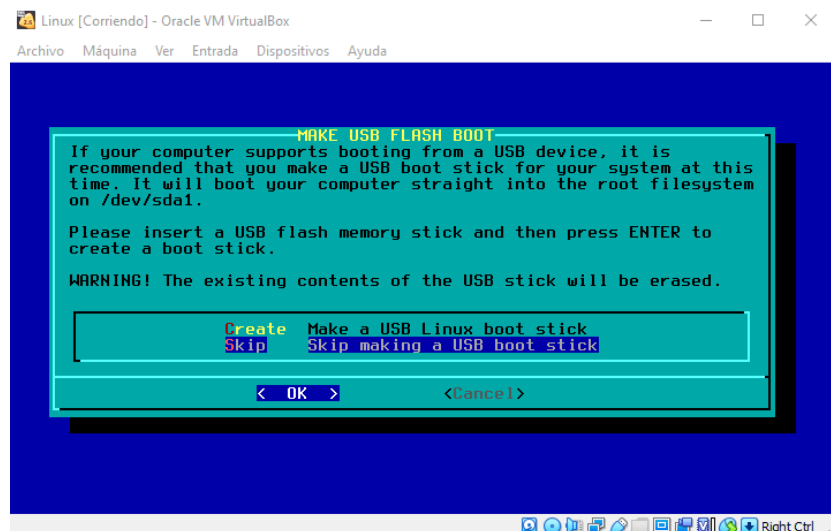 2.6
Linux [Corriendo] - Oracle VM VirtualBox
Archivo Máquina Ver Entrada Dispositivos Ayuda
MAKE USB FLASH BOOT
If your computer supports booting from a USB device, it is
recommended that you make a USB boot stick for your system at this
time. It will boot your computer straight into the root filesystem
on /dev/sda1.
Please insert a USB flash memory stick and then press ENTER to
create a boot stick.
WARNING! The existing contents of the USB stick will be erased.
Create Make a USB Linux boot stick
Skip Skip making a USB boot stick
< OK > <Cancel>
Right Ctrl